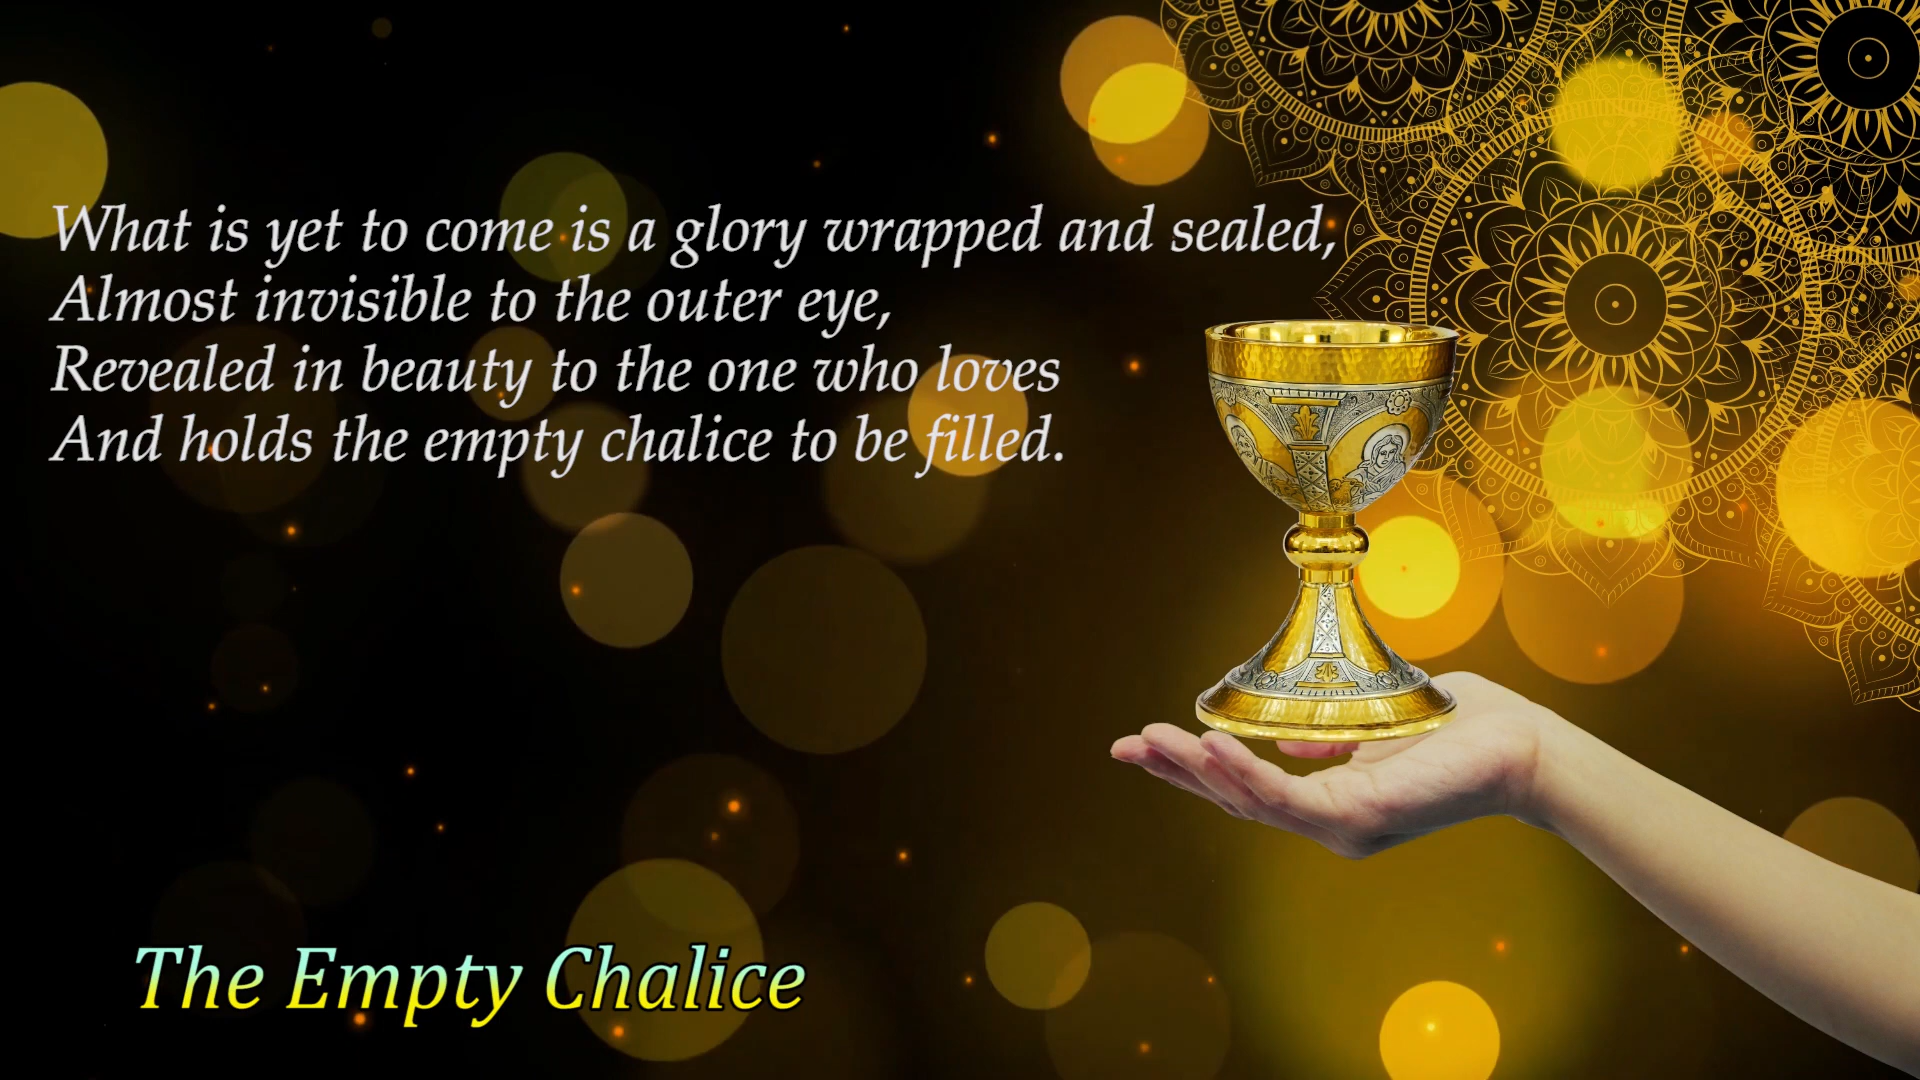 What is yet to come is a glory wrapped and sealed,
Almost invisible to the outer eye,
Revealed in beauty to the one who loves
And holds the empty chalice to be filled.
The Empty Chalice